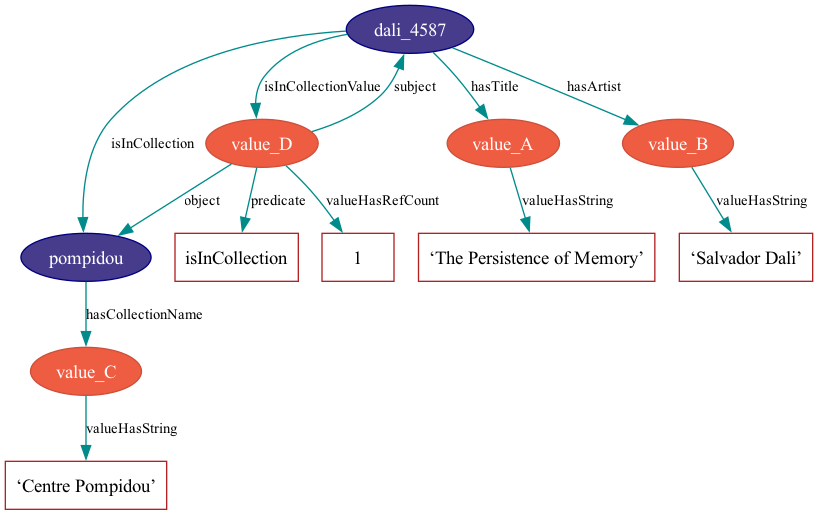 dali_4587
isInCollectionValue
subject
hasTitle
hasArtist
isInCollection
value_D
value_A
value_B
object
predicate
valueHasRefCount
valueHasString
valueHasString
pompidou
isInCollection
1
‘The Persistence of Memory’
‘Salvador Dali’
hasCollectionName
value_C
valueHasString
‘Centre Pompidou’